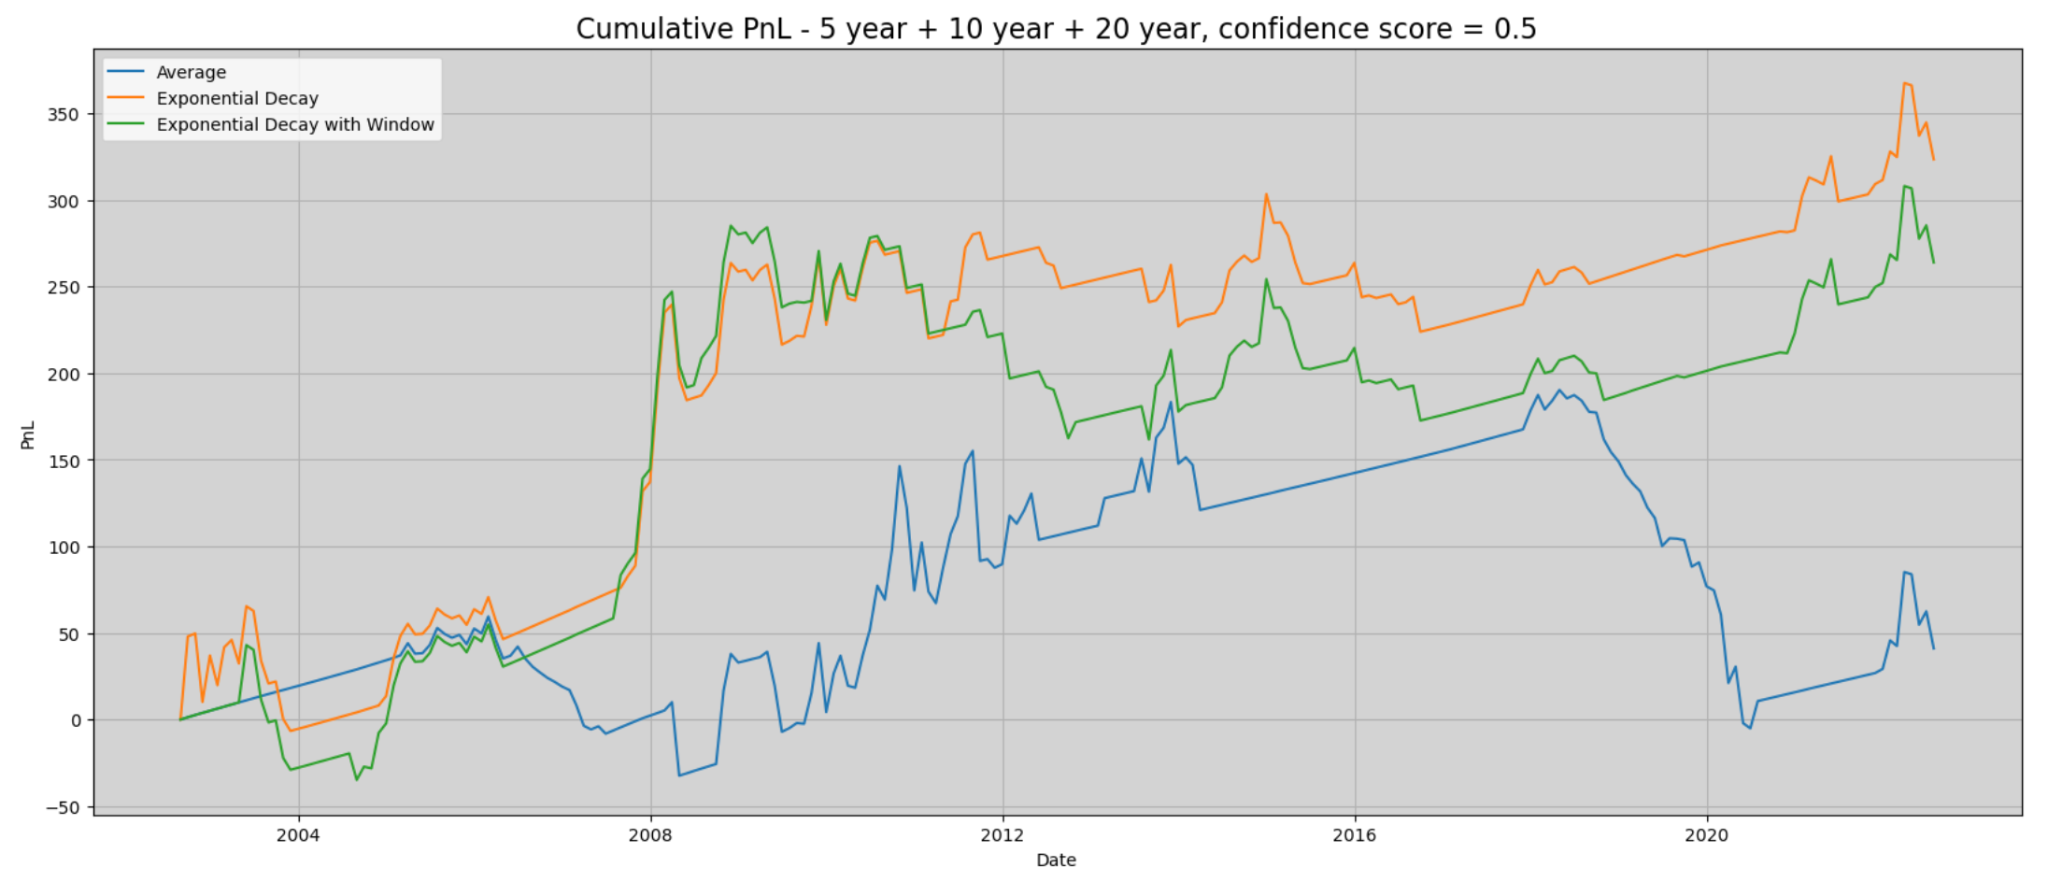 Cumulative PnL - 5 year + 10 year + 20 year, confidence score = 0.5
Average
Exponential Decay
Exponential Decay with Window
350
300
250
200
150
100
50
0
−50
PnL
2004
2008
2012
2016
2020
Date